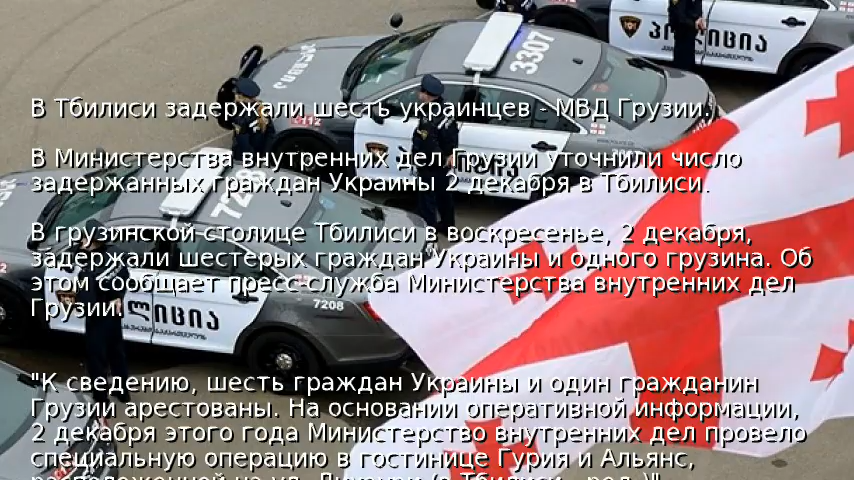 В Тбилиси задержали шесть украинцев - МВД Грузии.
В Министерства внутренних дел Грузии уточнили число
задержанных граждан Украины 2 декабря в Тбилиси.
В грузинской столице Тбилиси в воскресенье, 2 декабря,
задержали шестерых граждан Украины и одного грузина. Об
этом сообщает пресс-служба Министерства внутренних дел
Грузии.
"К сведению, шесть граждан Украины и один гражданин
Грузии арестованы. На основании оперативной информации,
2 декабря этого года Министерство внутренних дел провело
специальную операцию в гостинице Гурия и Альянс,
3307
პოლიცია
112
7208
7208